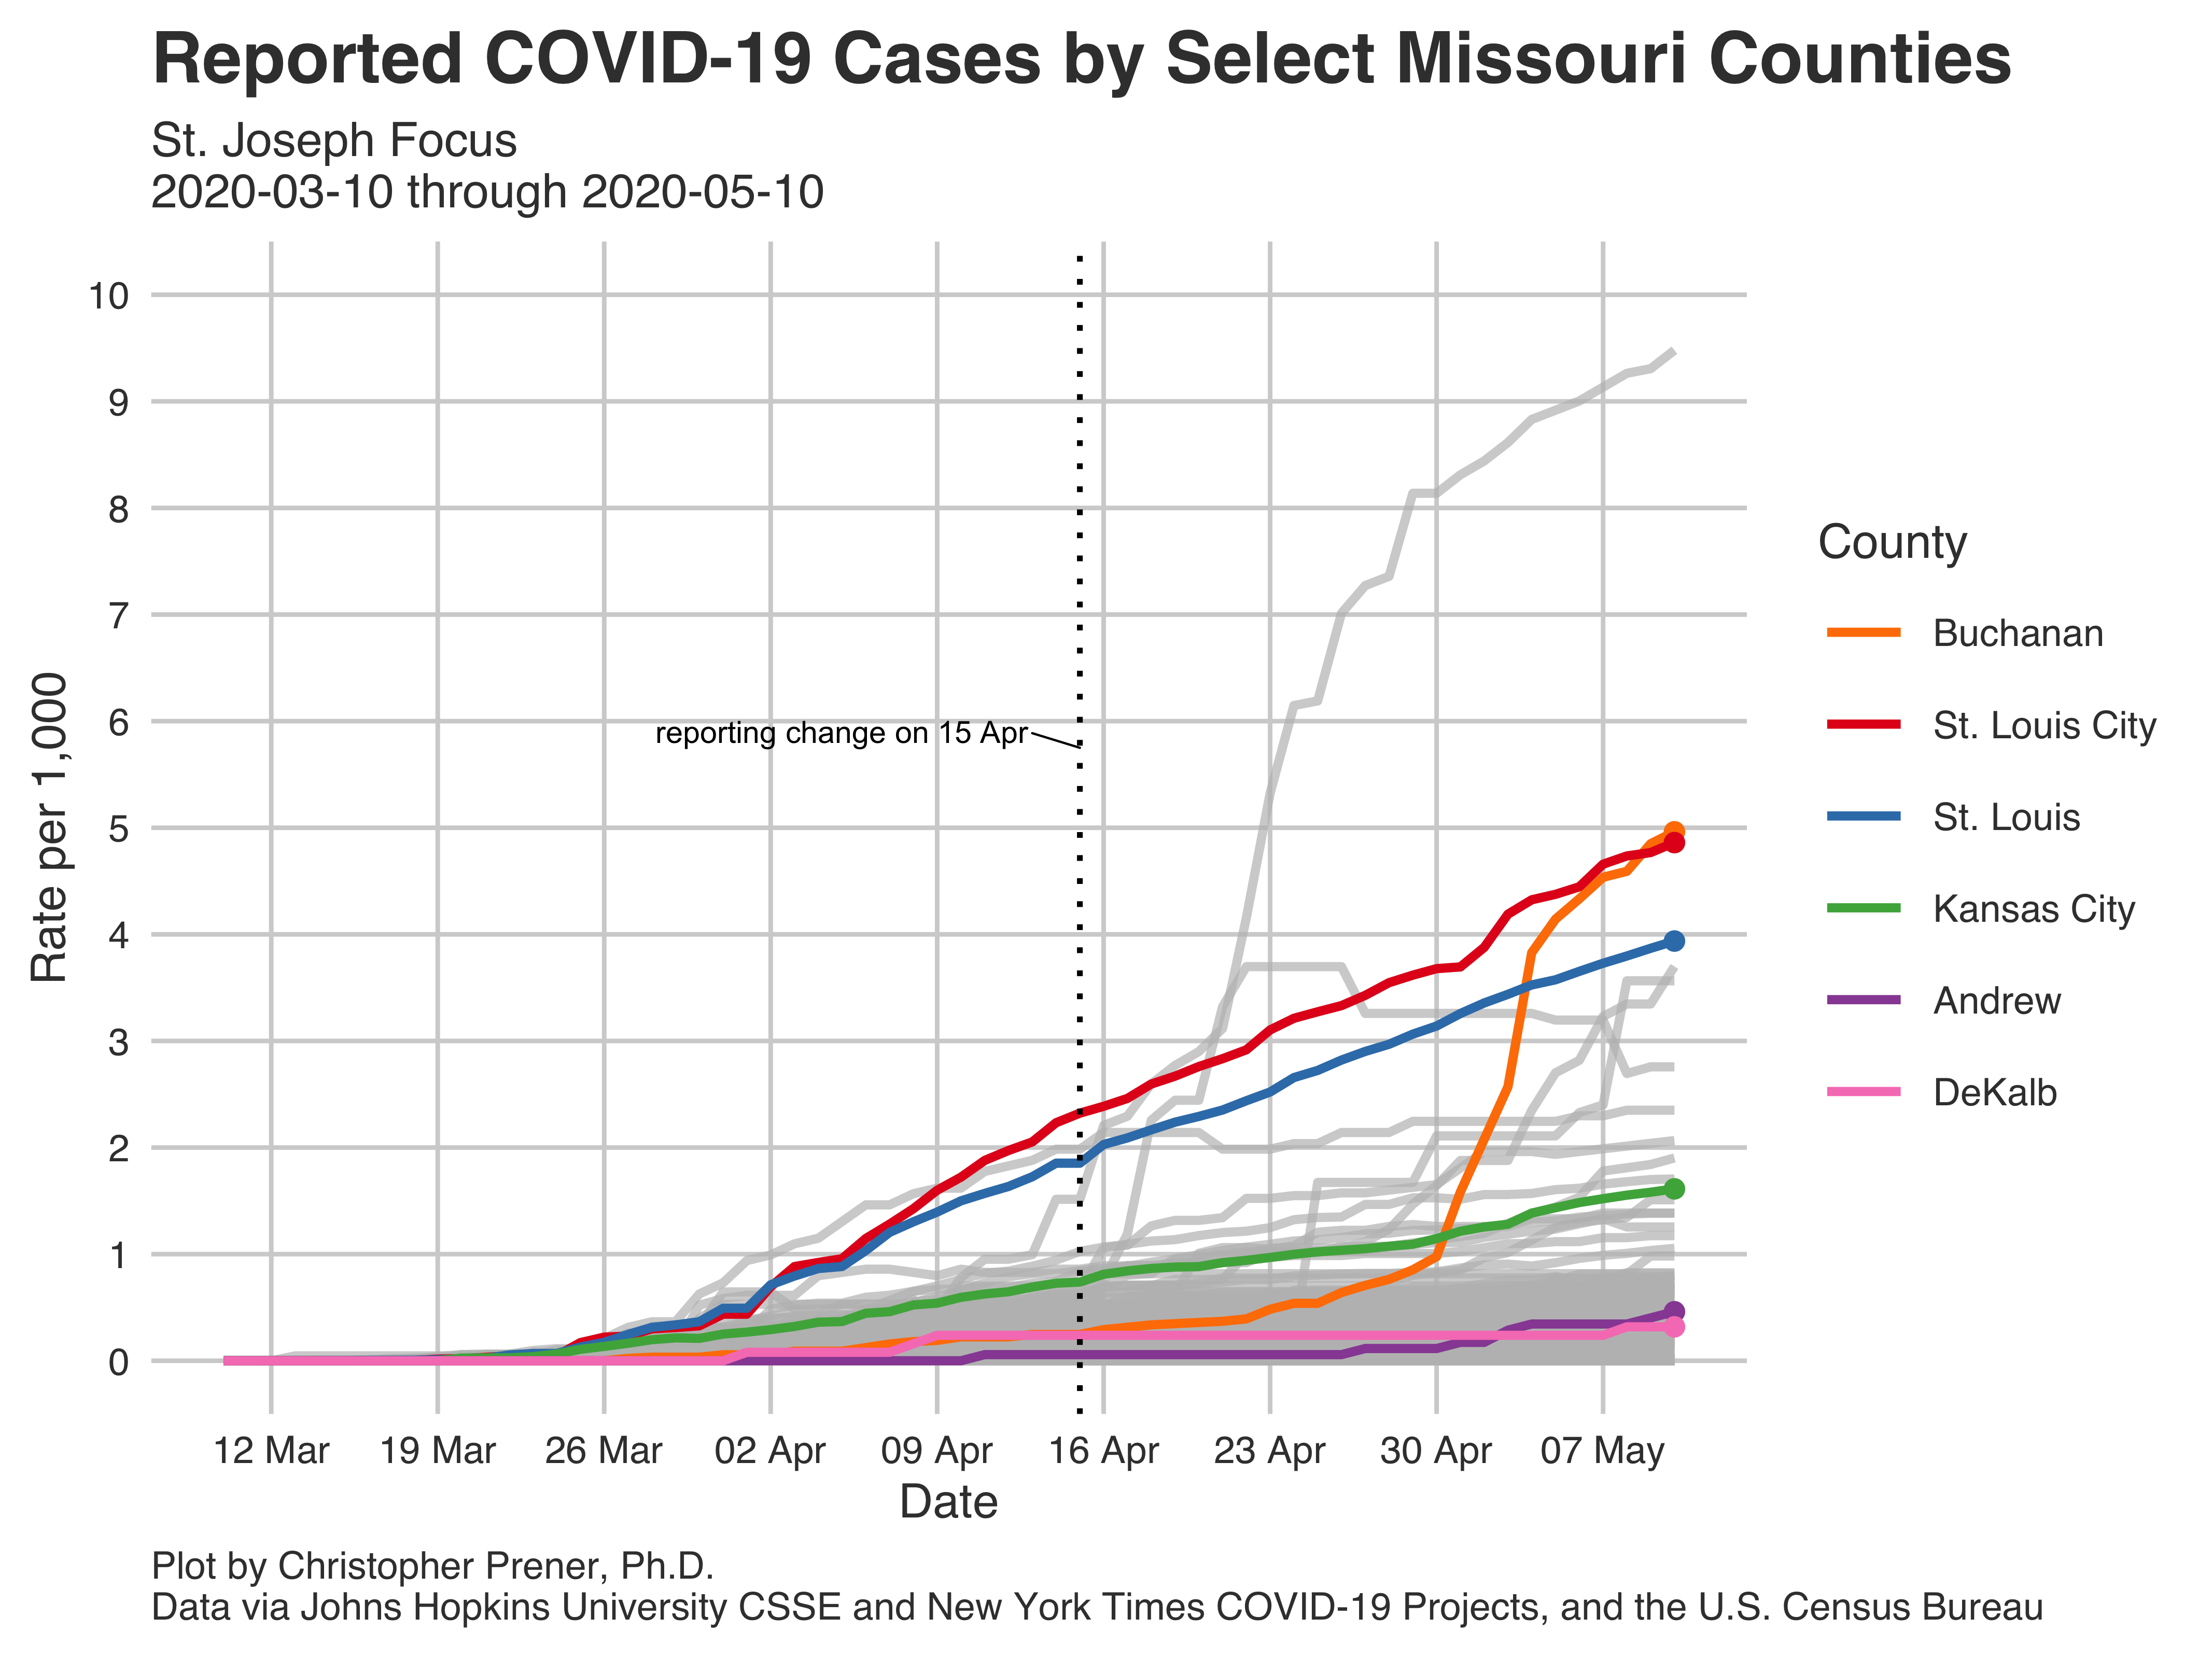 Reported COVID-19 Cases by Select Missouri Counties
St. Joseph Focus
2020-03-10 through 2020-05-10
10
9
8
7
6
5
4
3
2
1
0
Rate per 1,000
reporting change on 15 Apr
County
Buchanan
St. Louis City
St. Louis
Kansas City
Andrew
DeKalb
12 Mar
19 Mar
26 Mar
02 Apr
09 Apr
16 Apr
23 Apr
30 Apr
07 May
Date
Plot by Christopher Prener, Ph.D.
Data via Johns Hopkins University CSSE and New York Times COVID-19 Projects, and the U.S. Census Bureau